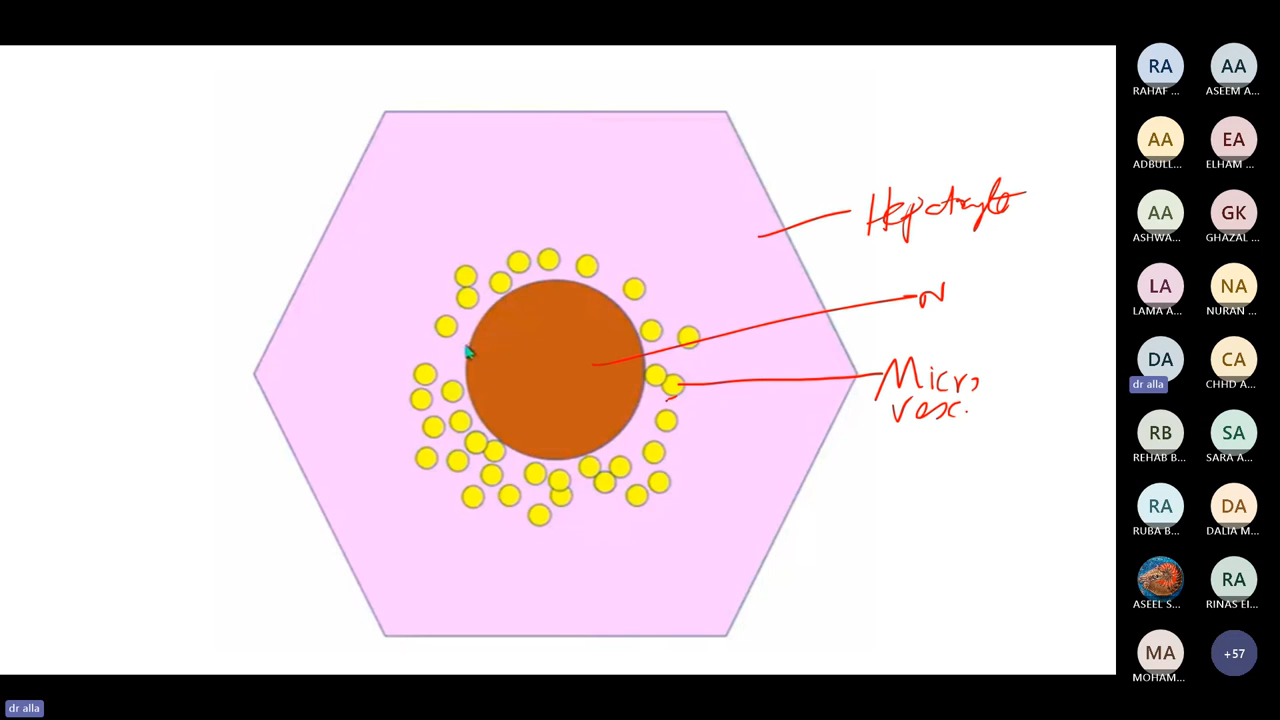 RA
AA
RAHAF ...
ASEEM A...
AA
EA
ADBULL...
ELHAM ...
AA
GK
ASHWA...
GHAZAL ...
LA
NA
LAMA A...
NURAN ...
DA
CA
dr alla
CHHD A...
RB
SA
REHAB B...
SARA A...
RA
DA
RUBA B...
DALIA M...
RA
ASEEL S...
RINAS EI...
MA
+57
MOHAM...
Hepatocyte
N
Micro
vesc.
dr alla